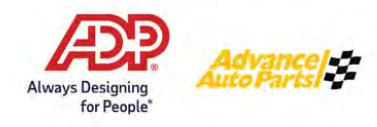 ADP
Always Designing
for People®
Advance
Auto Parts